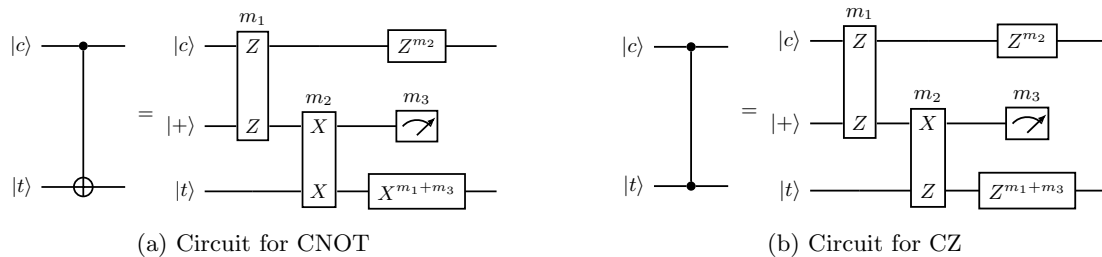 m₁
|c⟩ |c⟩ Z Z^{m₂}
m₂ m₃
= |+⟩ Z X
|t⟩ |t⟩ X X^{m₁+m₃}
(a) Circuit for CNOT
m₁
|c⟩ |c⟩ Z Z^{m₂}
m₂ m₃
= |+⟩ Z X
|t⟩ |t⟩ Z Z^{m₁+m₃}
(b) Circuit for CZ